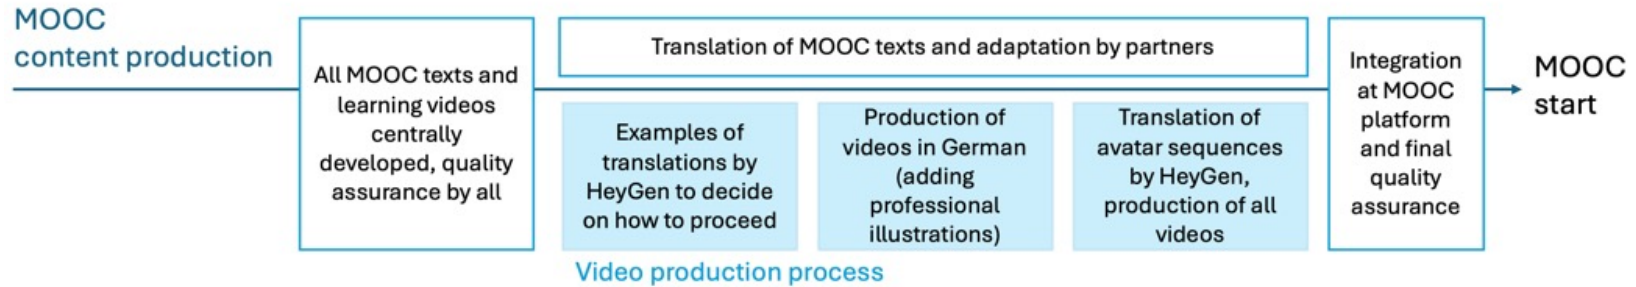 MOOC
content production
All MOOC texts and
learning videos
centrally
developed, quality
assurance by all
Translation of MOOC texts and adaptation by partners
Examples of
translations by
HeyGen to decide
on how to proceed
Production of
videos in German
(adding
professional
illustrations)
Translation of
avatar sequences
by HeyGen,
production of all
videos
Video production process
Integration
at MOOC
platform
and final
quality
assurance
MOOC
start